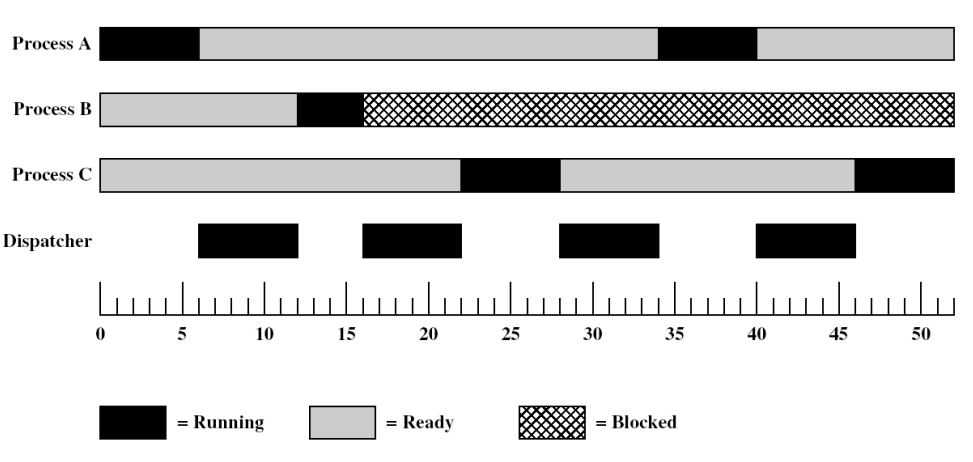 Process A
Process B
Process C
Dispatcher
0 5 10 15 20 25 30 35 40 45 50
= Running = Ready = Blocked